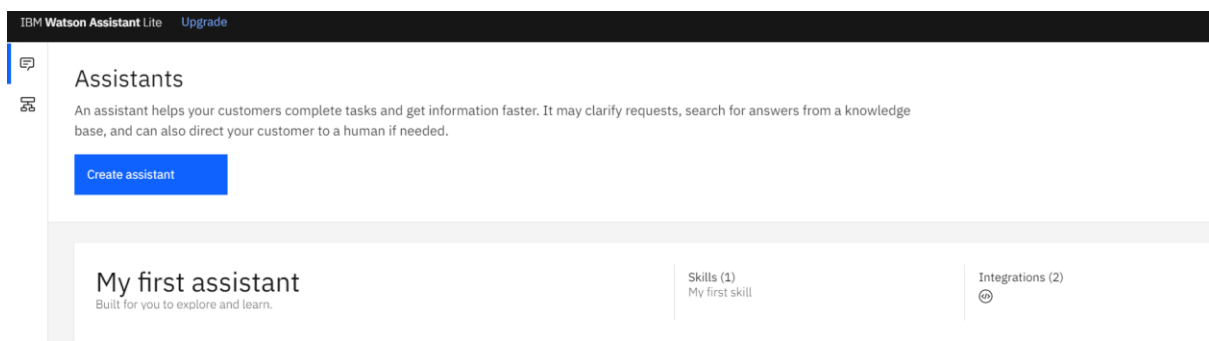 IBM Watson Assistant Lite Upgrade
Assistants
An assistant helps your customers complete tasks and get information faster. It may clarify requests, search for answers from a knowledge
base, and can also direct your customer to a human if needed.
Create assistant
My first assistant
Built for you to explore and learn.
Skills (1)
My first skill
Integrations (2)